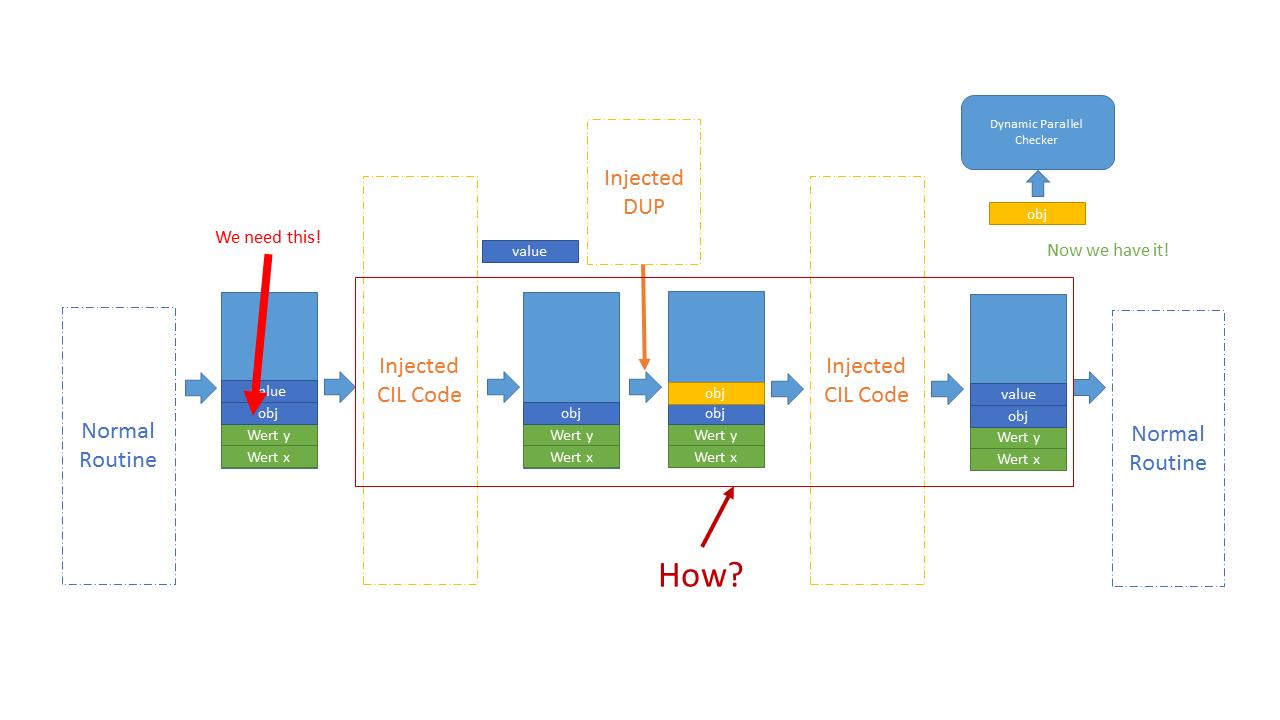 Dynamic Parallel
Checker
obj
Now we have it!
Injected
DUP
value
We need this!
Normal
Routine
obj
Wert y
Wert x
Injected
CIL Code
obj
Wert y
Wert x
obj
obj
Wert y
Wert x
Injected
CIL Code
value
obj
Wert y
Wert x
Normal
Routine
How?